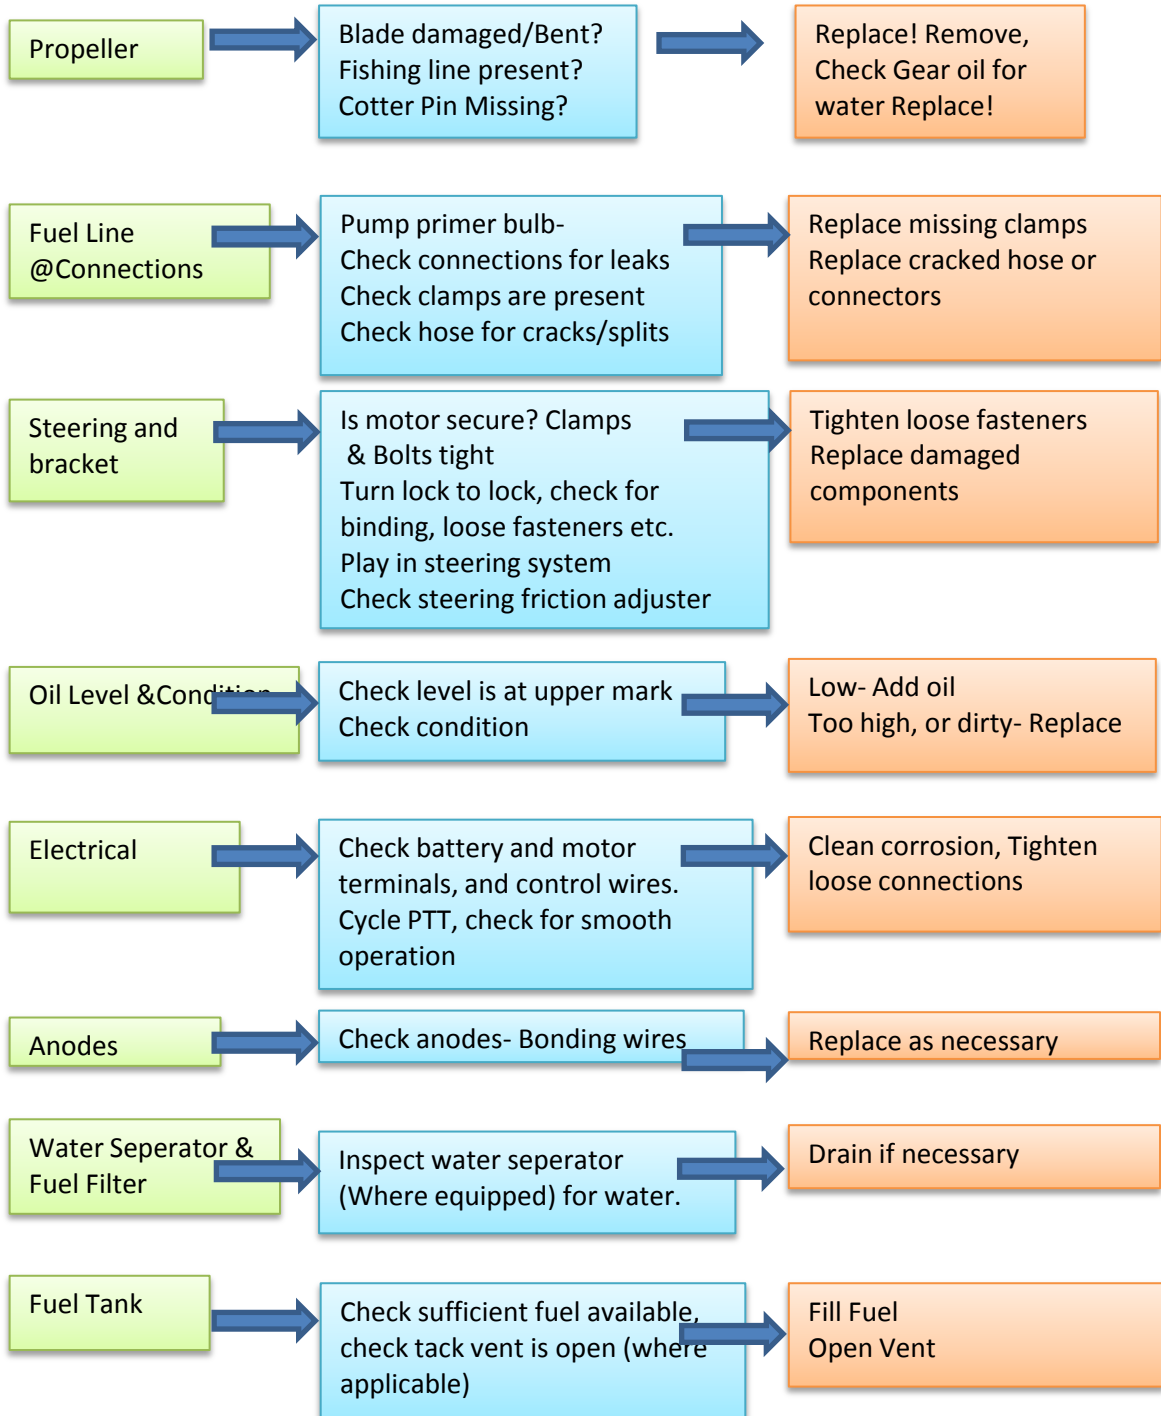 Propeller
Blade damaged/Bent?
Fishing line present?
Cotter Pin Missing?
Replace! Remove,
Check Gear oil for
water Replace!
Fuel Line
@Connections
Pump primer bulb-
Check connections for leaks
Check clamps are present
Check hose for cracks/splits
Replace missing clamps
Replace cracked hose or
connectors
Steering and
bracket
Is motor secure? Clamps
& Bolts tight
Turn lock to lock, check for
binding, loose fasteners etc.
Play in steering system
Check steering friction adjuster
Tighten loose fasteners
Replace damaged
components
Oil Level &Condition
Check level is at upper mark
Check condition
Low- Add oil
Too high, or dirty- Replace
Electrical
Check battery and motor
terminals, and control wires.
Cycle PTT, check for smooth
operation
Clean corrosion, Tighten
loose connections
Anodes
Check anodes- Bonding wires
Replace as necessary
Water Seperator &
Fuel Filter
Inspect water seperator
(Where equipped) for water.
Drain if necessary
Fuel Tank
Check sufficient fuel available,
check tack vent is open (where
applicable)
Fill Fuel
Open Vent